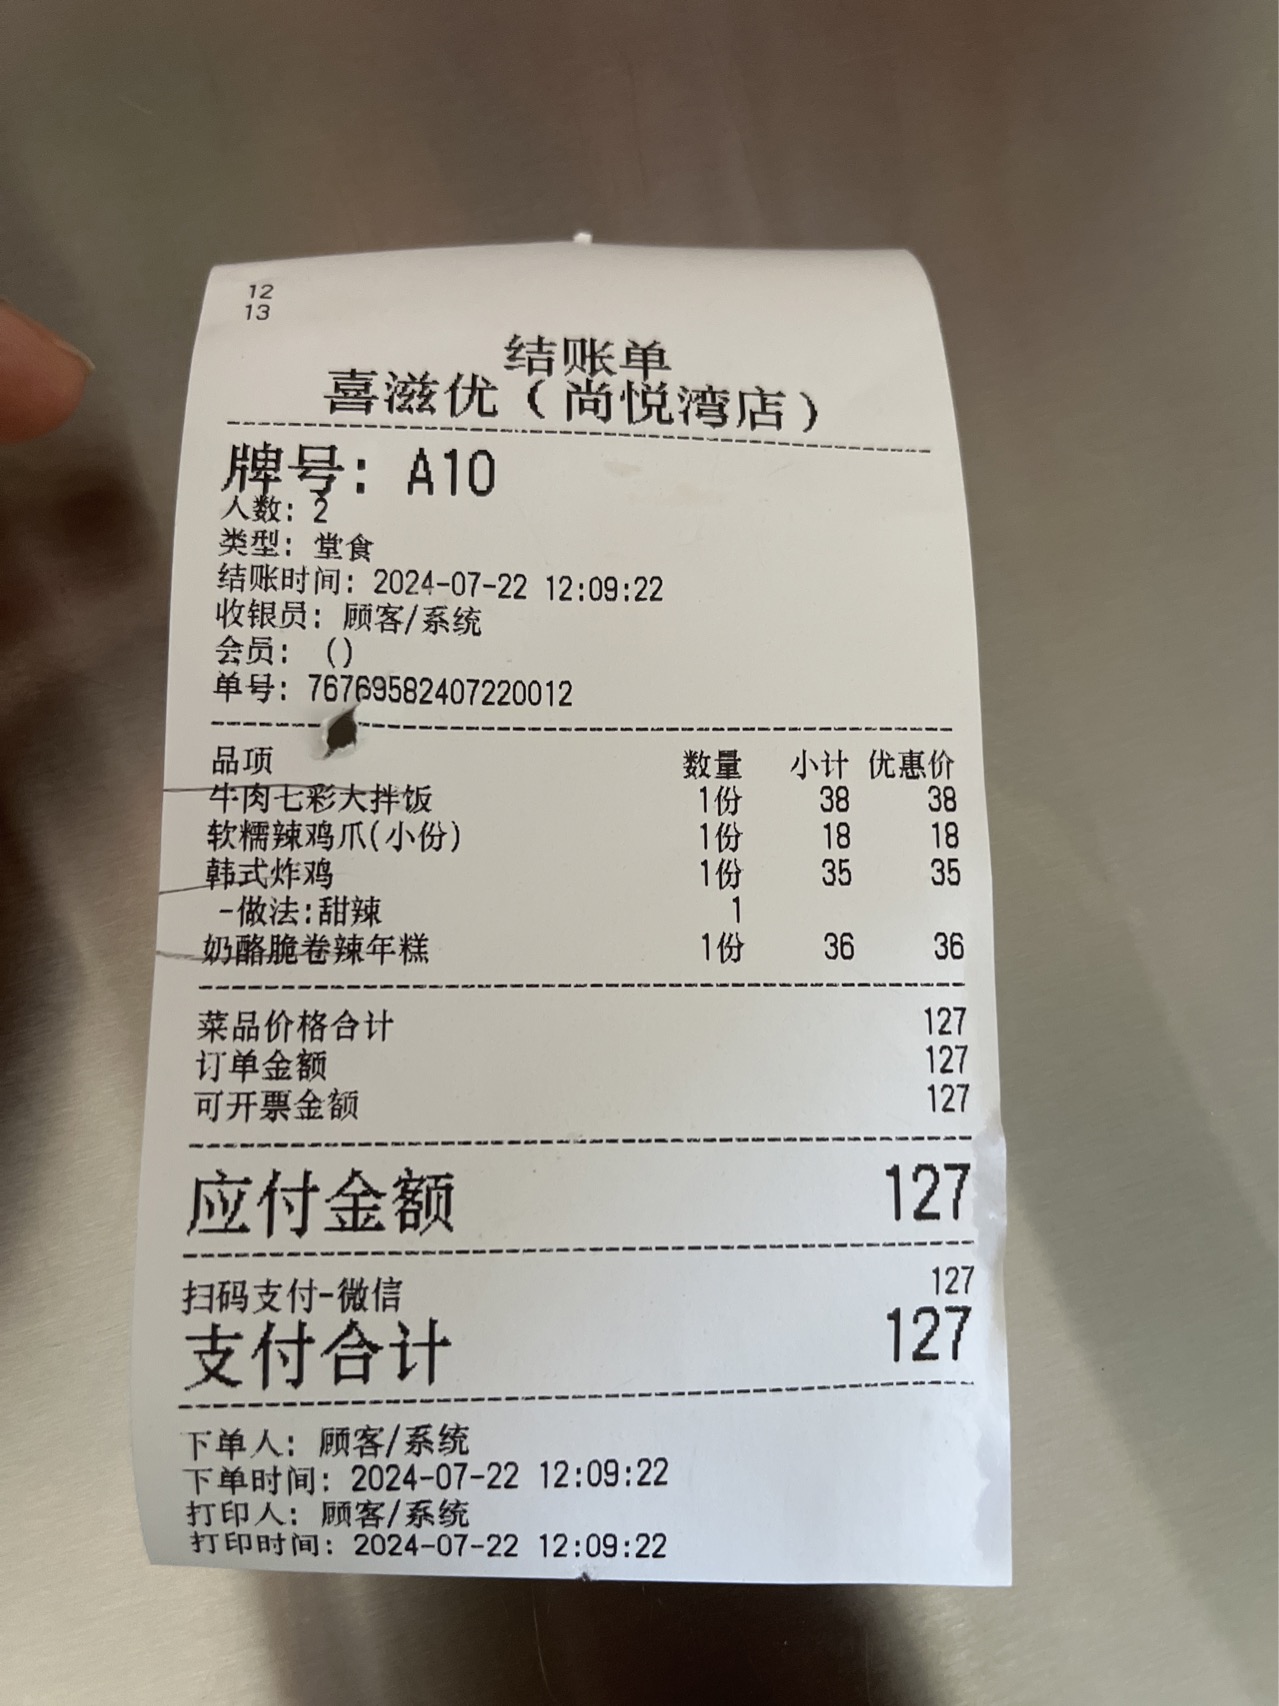 12
13
结账单
喜滋优（尚悦湾店）
牌号: A10
人数: 2
类型: 堂食
结账时间: 2024-07-22 12:09:22
收银员: 顾客/系统
会员: ()
单号: 76769582407220012
品项 数量 小计 优惠价
牛肉七彩大拌饭 1份 38 38
软糯辣鸡爪(小份) 1份 18 18
韩式炸鸡 1份 35 35
-做法:甜辣 1
奶酪脆卷辣年糕 1份 36 36
菜品价格合计 127
订单金额 127
可开票金额 127
应付金额 127
扫码支付-微信 127
支付合计 127
下单人: 顾客/系统
下单时间: 2024-07-22 12:09:22
打印人: 顾客/系统
打印时间: 2024-07-22 12:09:22